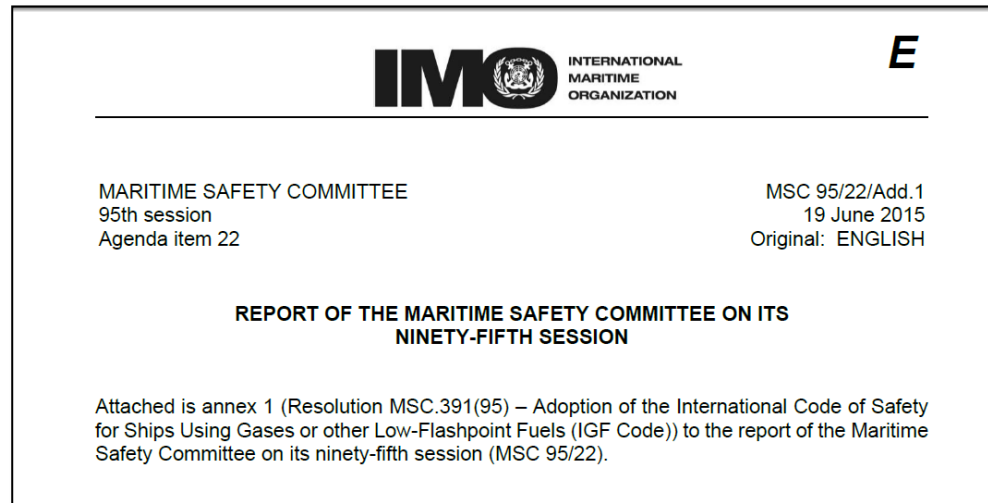 IMO INTERNATIONAL
MARITIME
ORGANIZATION
E
MARITIME SAFETY COMMITTEE
95th session
Agenda item 22
MSC 95/22/Add.1
19 June 2015
Original: ENGLISH
REPORT OF THE MARITIME SAFETY COMMITTEE ON ITS
NINETY-FIFTH SESSION
Attached is annex 1 (Resolution MSC.391(95) – Adoption of the International Code of Safety
for Ships Using Gases or other Low-Flashpoint Fuels (IGF Code)) to the report of the Maritime
Safety Committee on its ninety-fifth session (MSC 95/22).